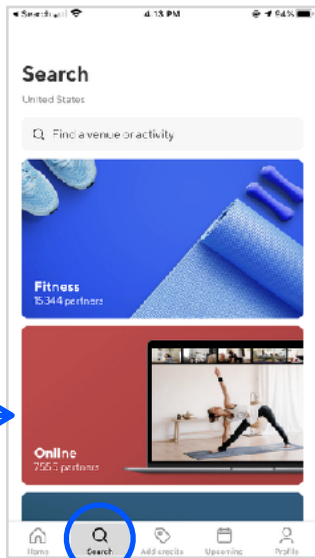 4:13 PM
94%
Search
United States
Find a venue or activity
Fitness
15344 partners
Online
7555 partners
Home
Search
Add credits
Upcoming
Profile